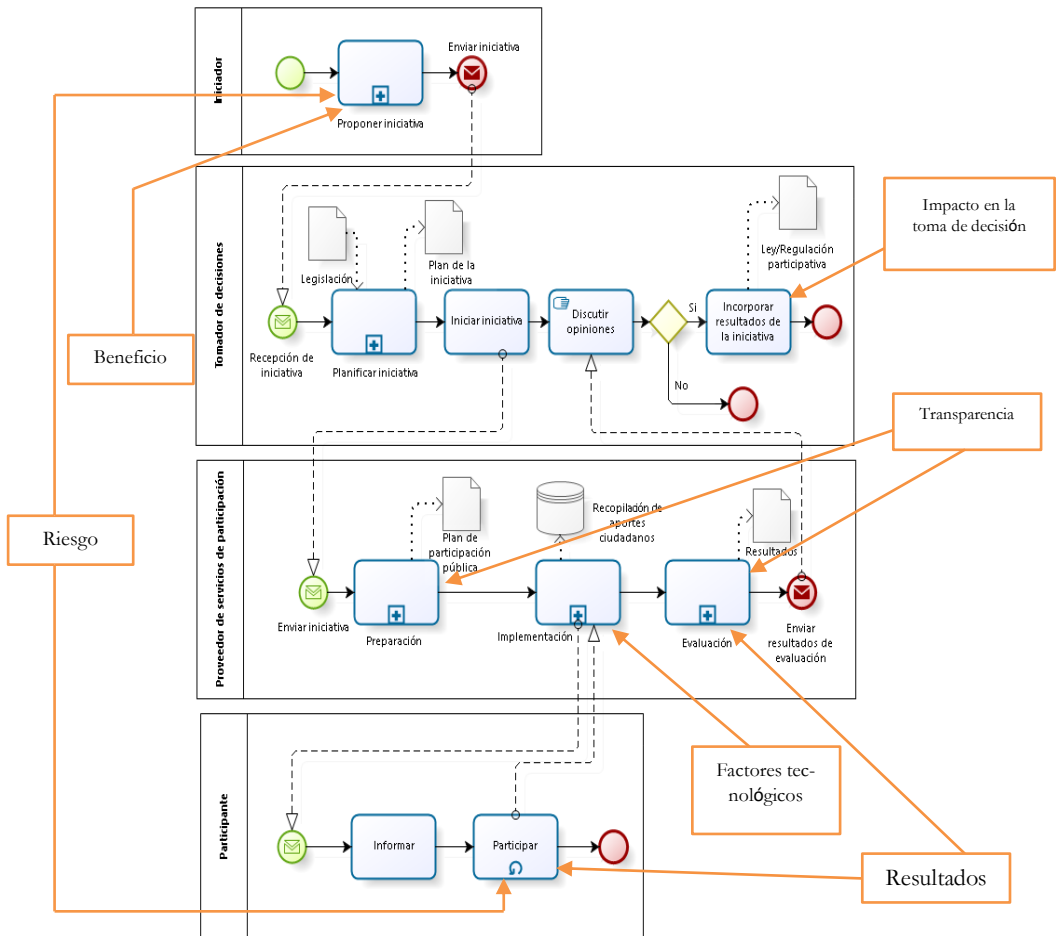 Iniciador
Enviar iniciativa
Proponer iniciativa
Tomador de decisiones
Legislación
Plan de la
iniciativa
Ley/Regulación
participativa
Impacto en la
toma de decisión
Recepción de
iniciativa
Planificar iniciativa
Iniciar iniciativa
Discutir
opiniones
Si
No
Incorporar
resultados de
la iniciativa
Beneficio
Transparencia
Riesgo
Proveedor de servicios de participación
Plan de
participación
pública
Recopilación de
aportes
ciudadanos
Resultados
Enviar iniciativa
Preparación
Implementación
Evaluación
Enviar
resultados de
evaluación
Participante
Informar
Participar
Factores tec-
nológicos
Resultados